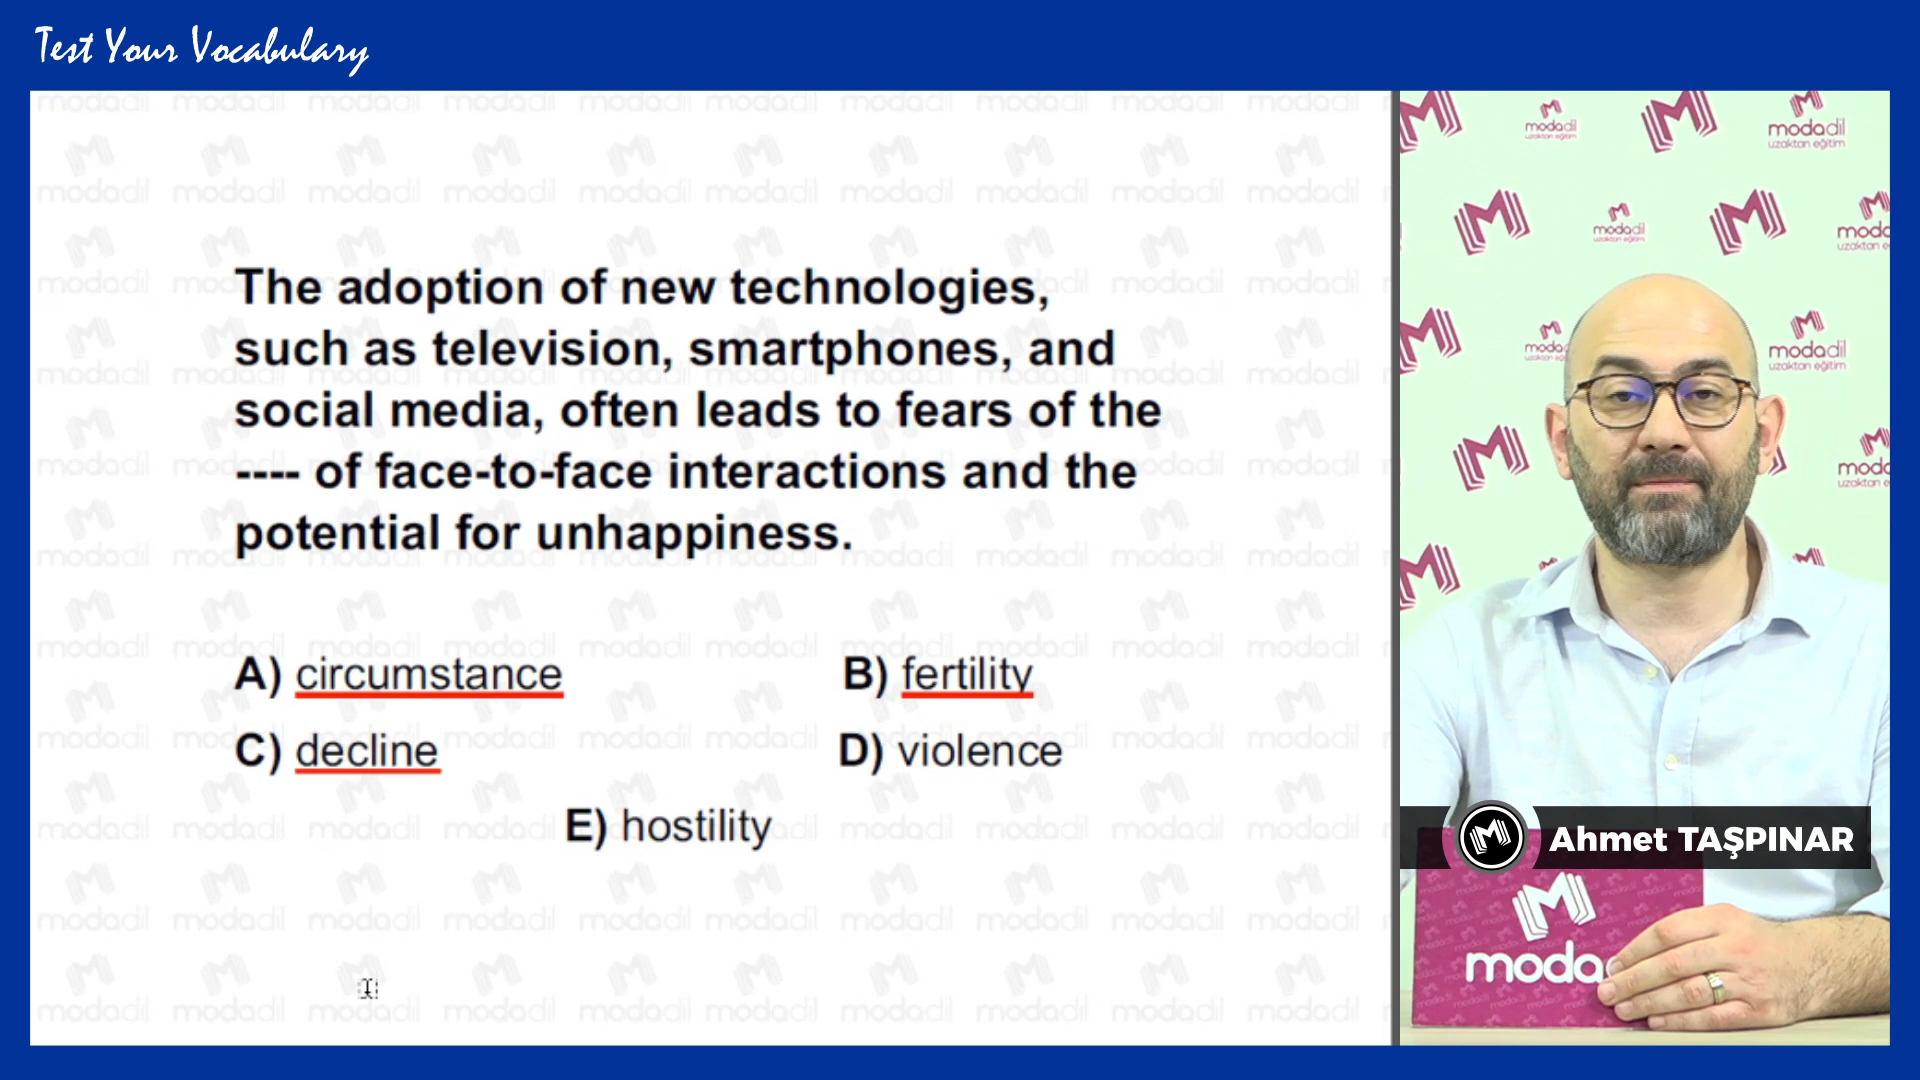 Test Your Vocabulary
The adoption of new technologies,
such as television, smartphones, and
social media, often leads to fears of the
---- of face-to-face interactions and the
potential for unhappiness.
A) circumstance
B) fertility
C) decline
D) violence
E) hostility
modadil
uzaktan eğitim
Ahmet TAŞPINAR
moda